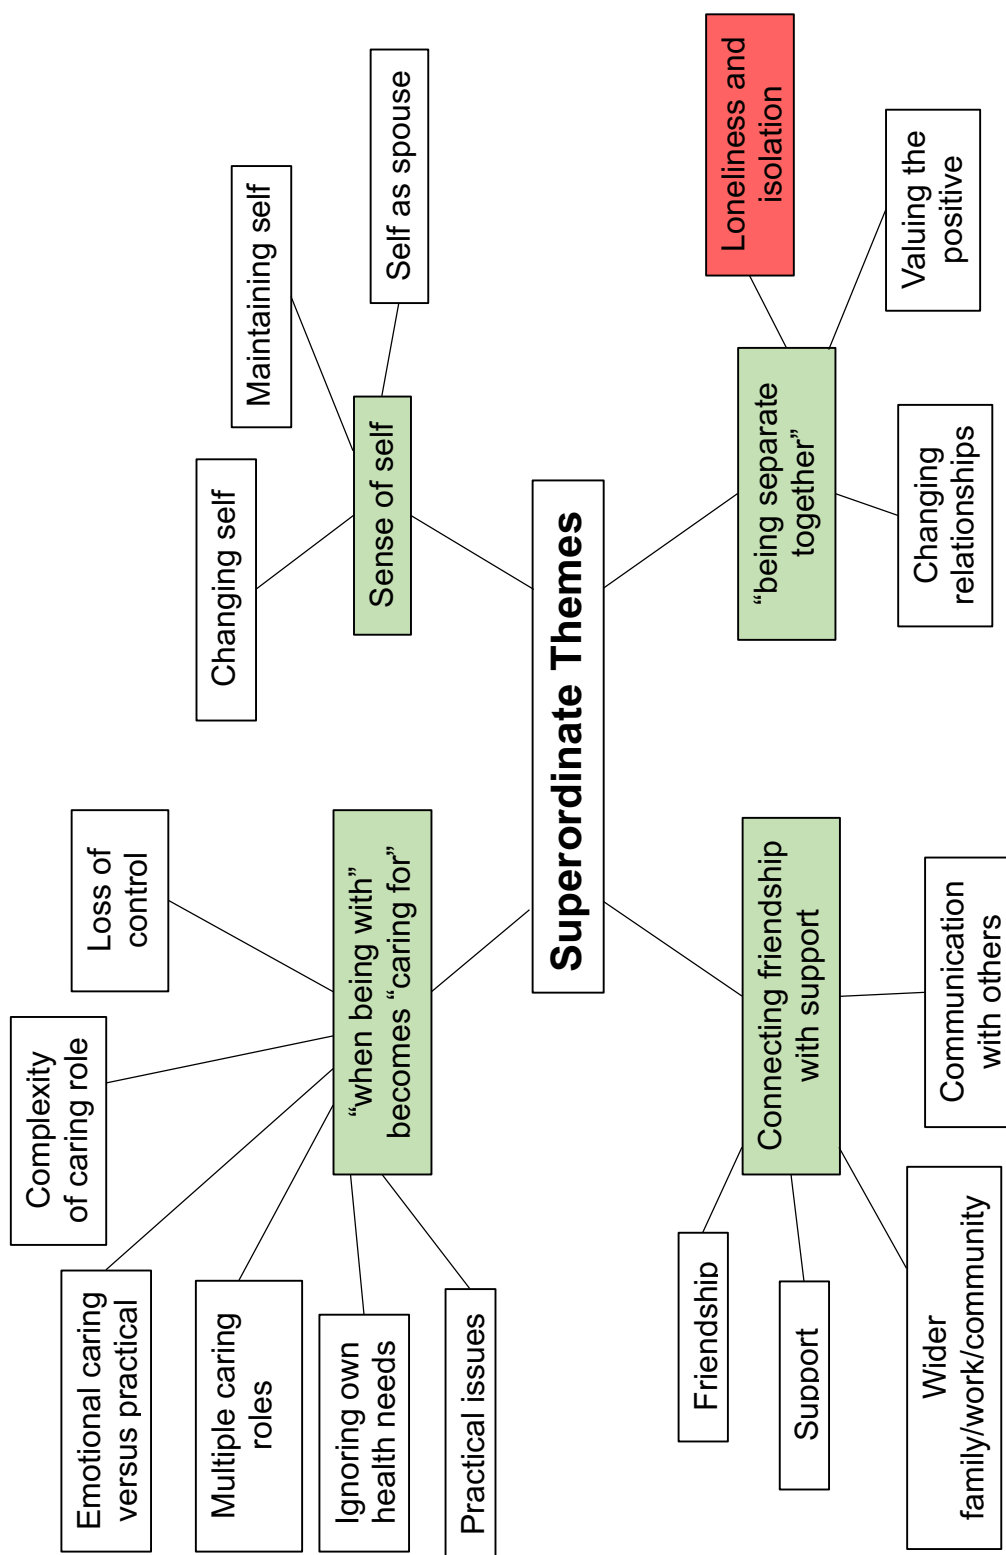 Emotional caring
versus practical
Complexity
of caring role
Loss of
control
Multiple caring
roles
Ignoring own
health needs
Practical issues
“when being with”
becomes “caring for”
Changing self
Maintaining self
Self as spouse
Sense of self
Superordinate Themes
Friendship
Support
Wider
family/work/community
Communication
with others
Connecting friendship
with support
“being separate
together”
Loneliness and
isolation
Changing
relationships
Valuing the
positive